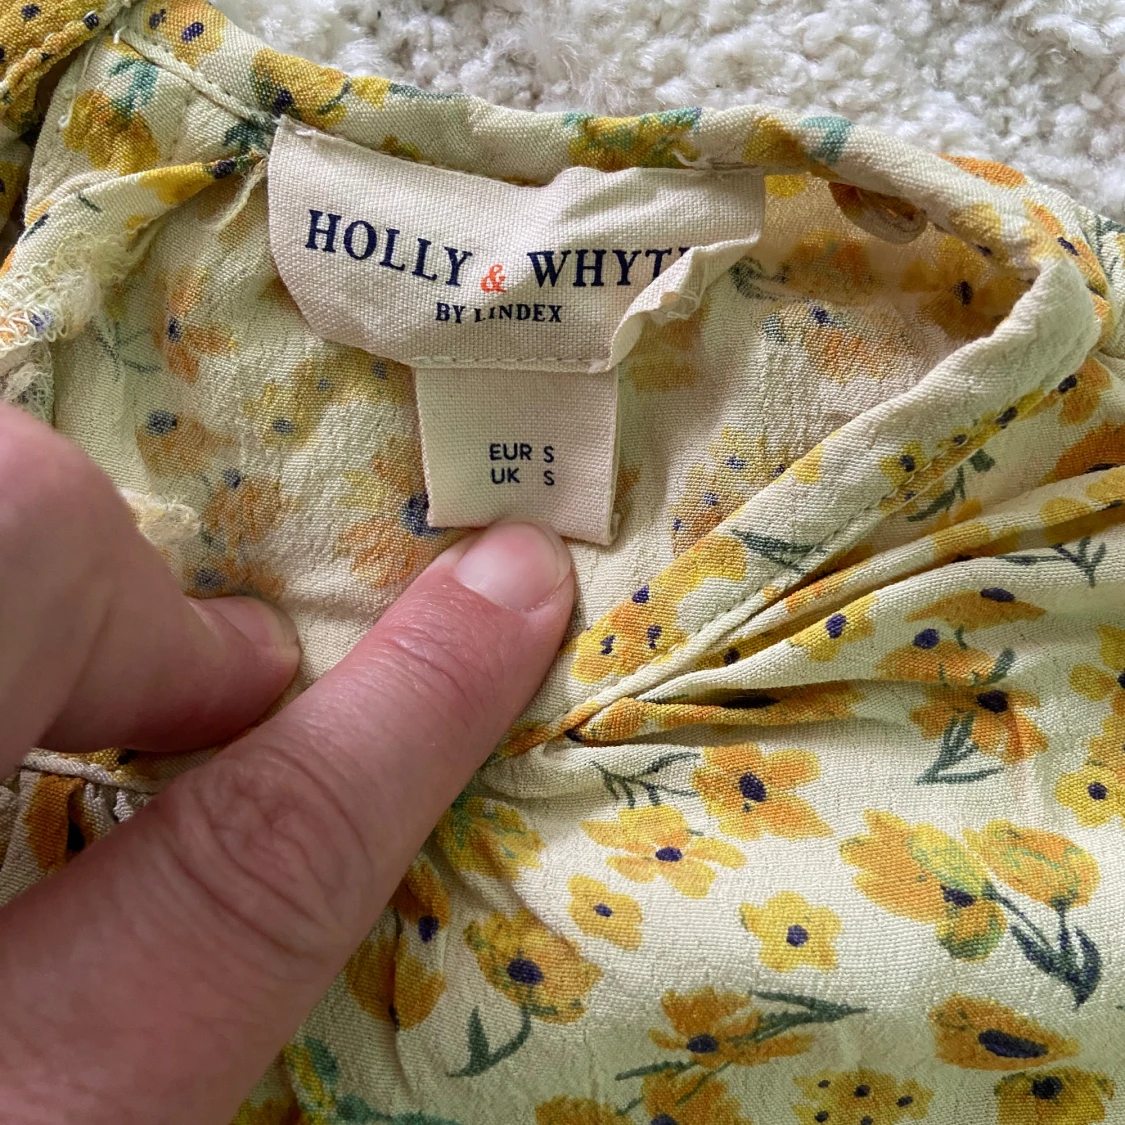 HOLLY & WHYT
BY LINDEX
EUR S
UK S